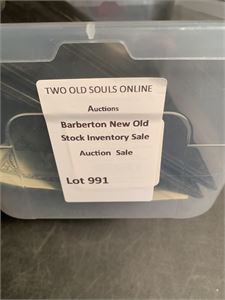 TWO OLD SOULS ONLINE
Auctions
Barberton New Old
Stock Inventory Sale
Auction Sale
Lot 991